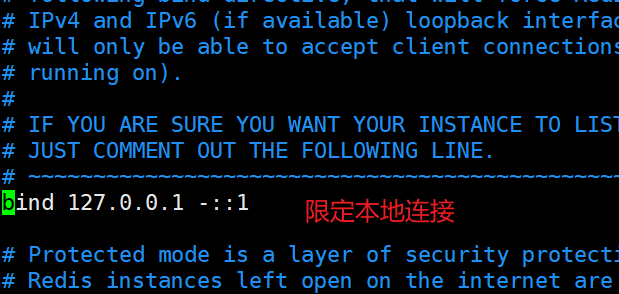 # following bind directive, that will force Redi
# IPv4 and IPv6 (if available) loopback interfac
# will only be able to accept client connections
# running on).
#
# IF YOU ARE SURE YOU WANT YOUR INSTANCE TO LIST
# JUST COMMENT OUT THE FOLLOWING LINE.
# ~~~~~~~~~~~~~~~~~~~~~~~~~~~~~~~~~~~~~~~~~~~~~~
bind 127.0.0.1 -::1 限定本地连接
# Protected mode is a layer of security protecti
# Redis instances left open on the internet are